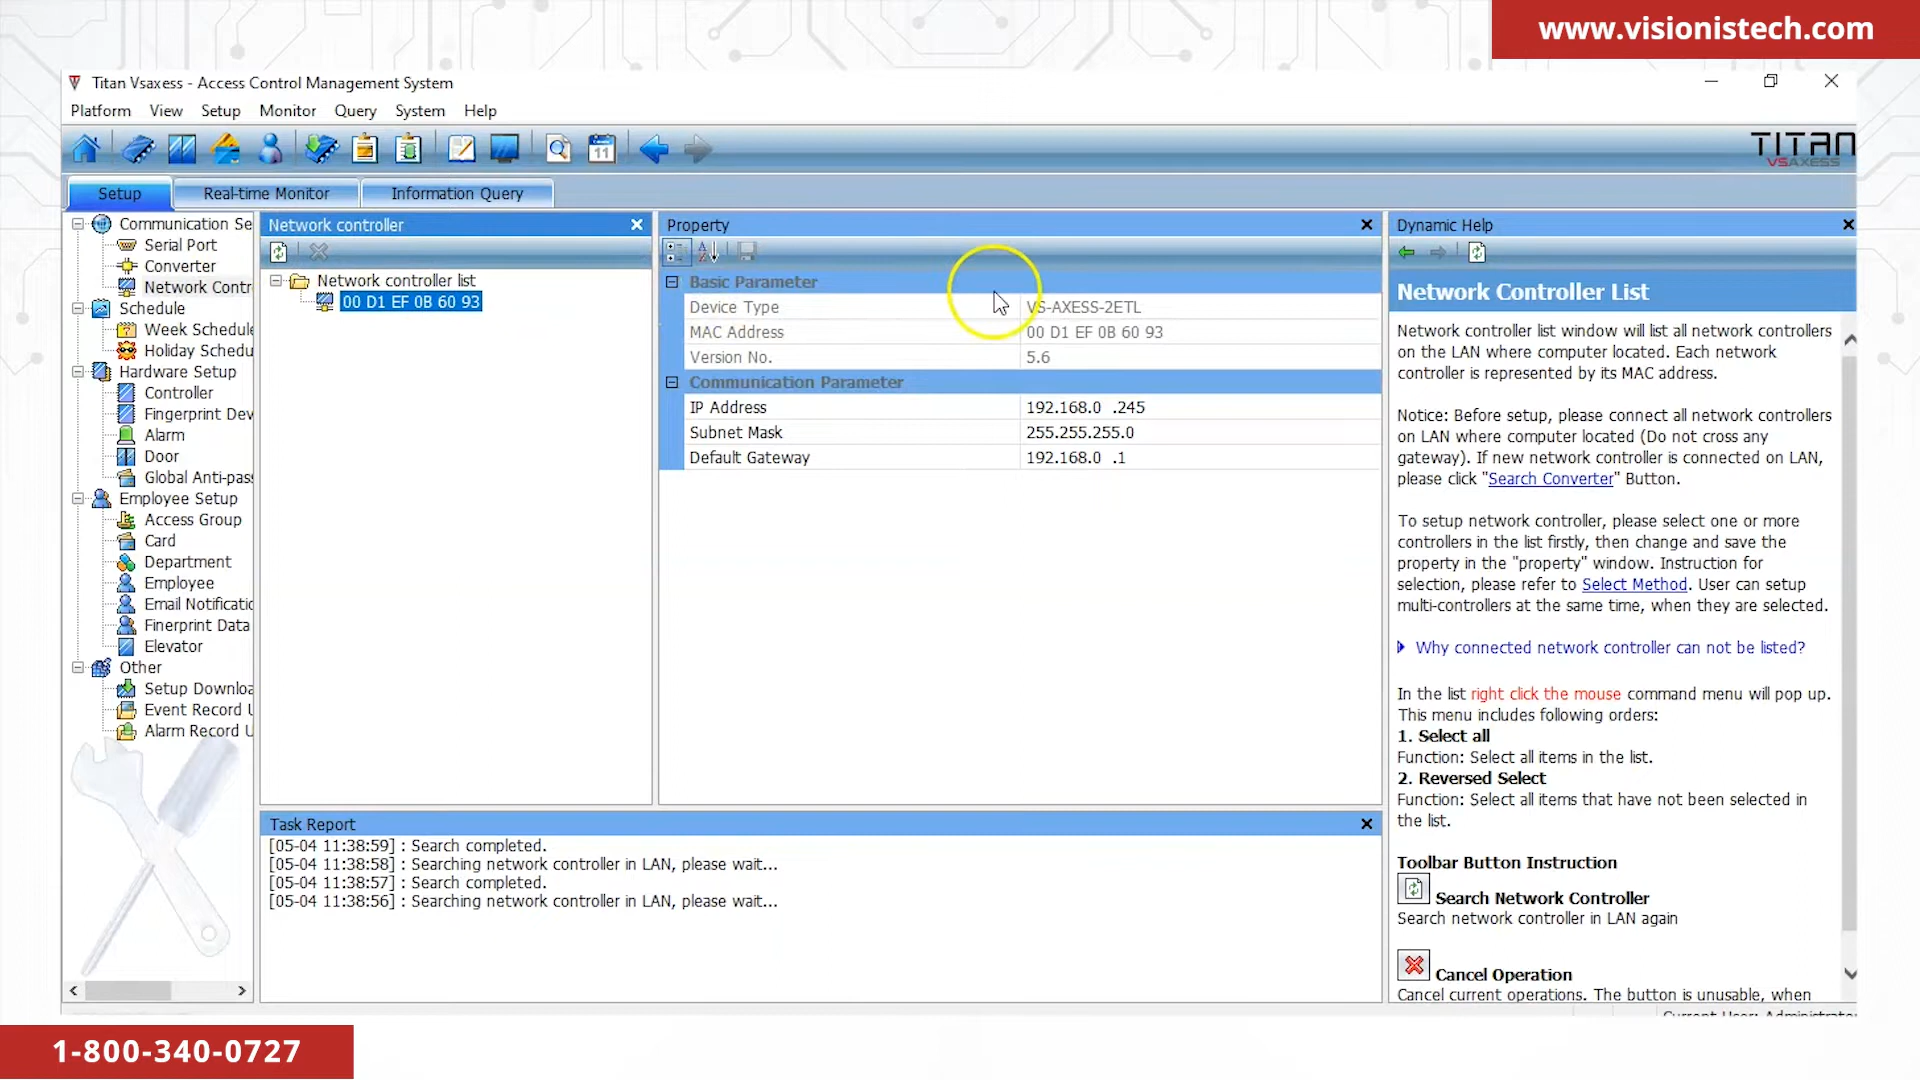 www.visionistech.com
Titan Vsaxess - Access Control Management System
Platform View Setup Monitor Query System Help
11
TITAN
VSAXESS
Setup Real-time Monitor Information Query
Communication Se
Serial Port
Converter
Network Contr
Schedule
Week Schedule
Holiday Schedu
Hardware Setup
Controller
Fingerprint Dev
Alarm
Door
Global Anti-pass
Employee Setup
Access Group
Card
Department
Employee
Email Notificatio
Finerprint Data
Elevator
Other
Setup Downloa
Event Record U
Alarm Record U
Network controller
Network controller list
00 D1 EF 0B 60 93
Property
Basic Parameter
Device Type VS-AXESS-2ETL
MAC Address 00 D1 EF 0B 60 93
Version No. 5.6
Communication Parameter
IP Address 192.168.0 .245
Subnet Mask 255.255.255.0
Default Gateway 192.168.0 .1
Task Report
[05-04 11:38:59] : Search completed.
[05-04 11:38:58] : Searching network controller in LAN, please wait...
[05-04 11:38:57] : Search completed.
[05-04 11:38:56] : Searching network controller in LAN, please wait...
Dynamic Help
Network Controller List
Network controller list window will list all network controllers
on the LAN where computer located. Each network
controller is represented by its MAC address.
Notice: Before setup, please connect all network controllers
on LAN where computer located (Do not cross any
gateway). If new network controller is connected on LAN,
please click "Search Converter" Button.
To setup network controller, please select one or more
controllers in the list firstly, then change and save the
property in the "property" window. Instruction for
selection, please refer to Select Method. User can setup
multi-controllers at the same time, when they are selected.
Why connected network controller can not be listed?
In the list right click the mouse command menu will pop up.
This menu includes following orders:
1. Select all
Function: Select all items in the list.
2. Reversed Select
Function: Select all items that have not been selected in
the list.
Toolbar Button Instruction
Search Network Controller
Search network controller in LAN again
Cancel Operation
Cancel current operations. The button is unusable, when
Current User: Administrato
1-800-340-0727